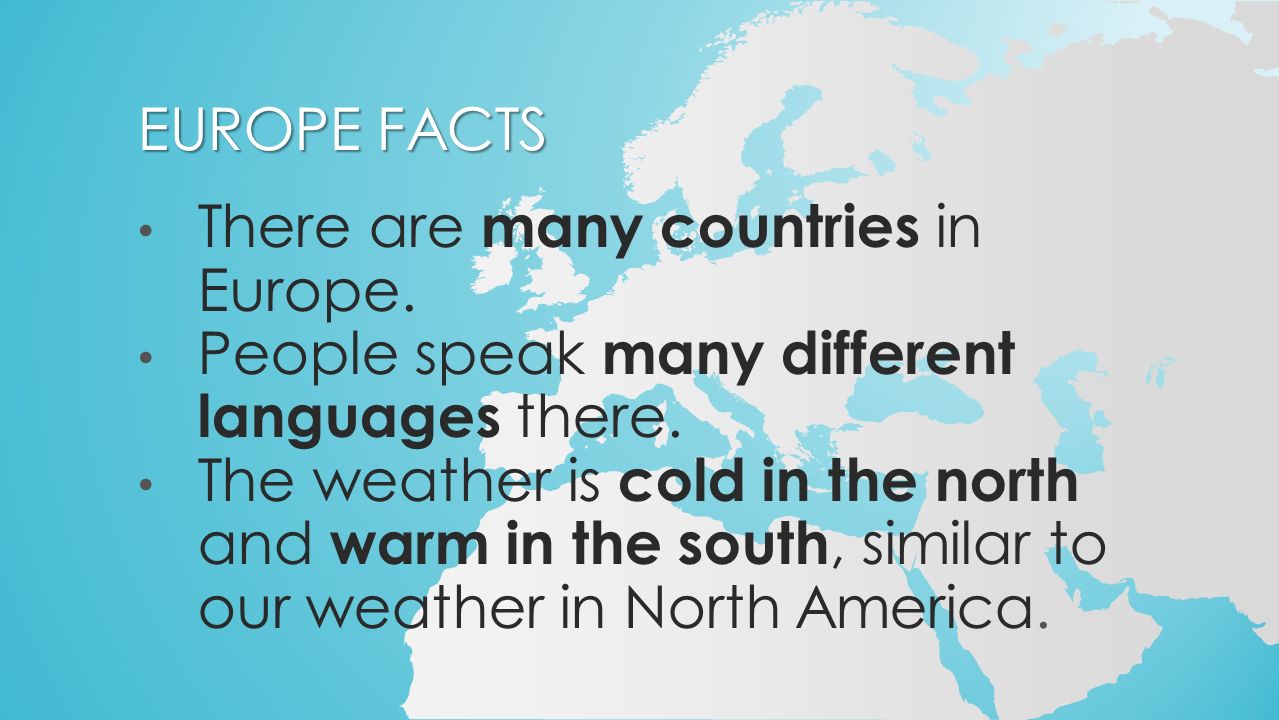 EUROPE FACTS
• There are many countries in
Europe.
• People speak many different
languages there.
• The weather is cold in the north
and warm in the south, similar to
our weather in North America.